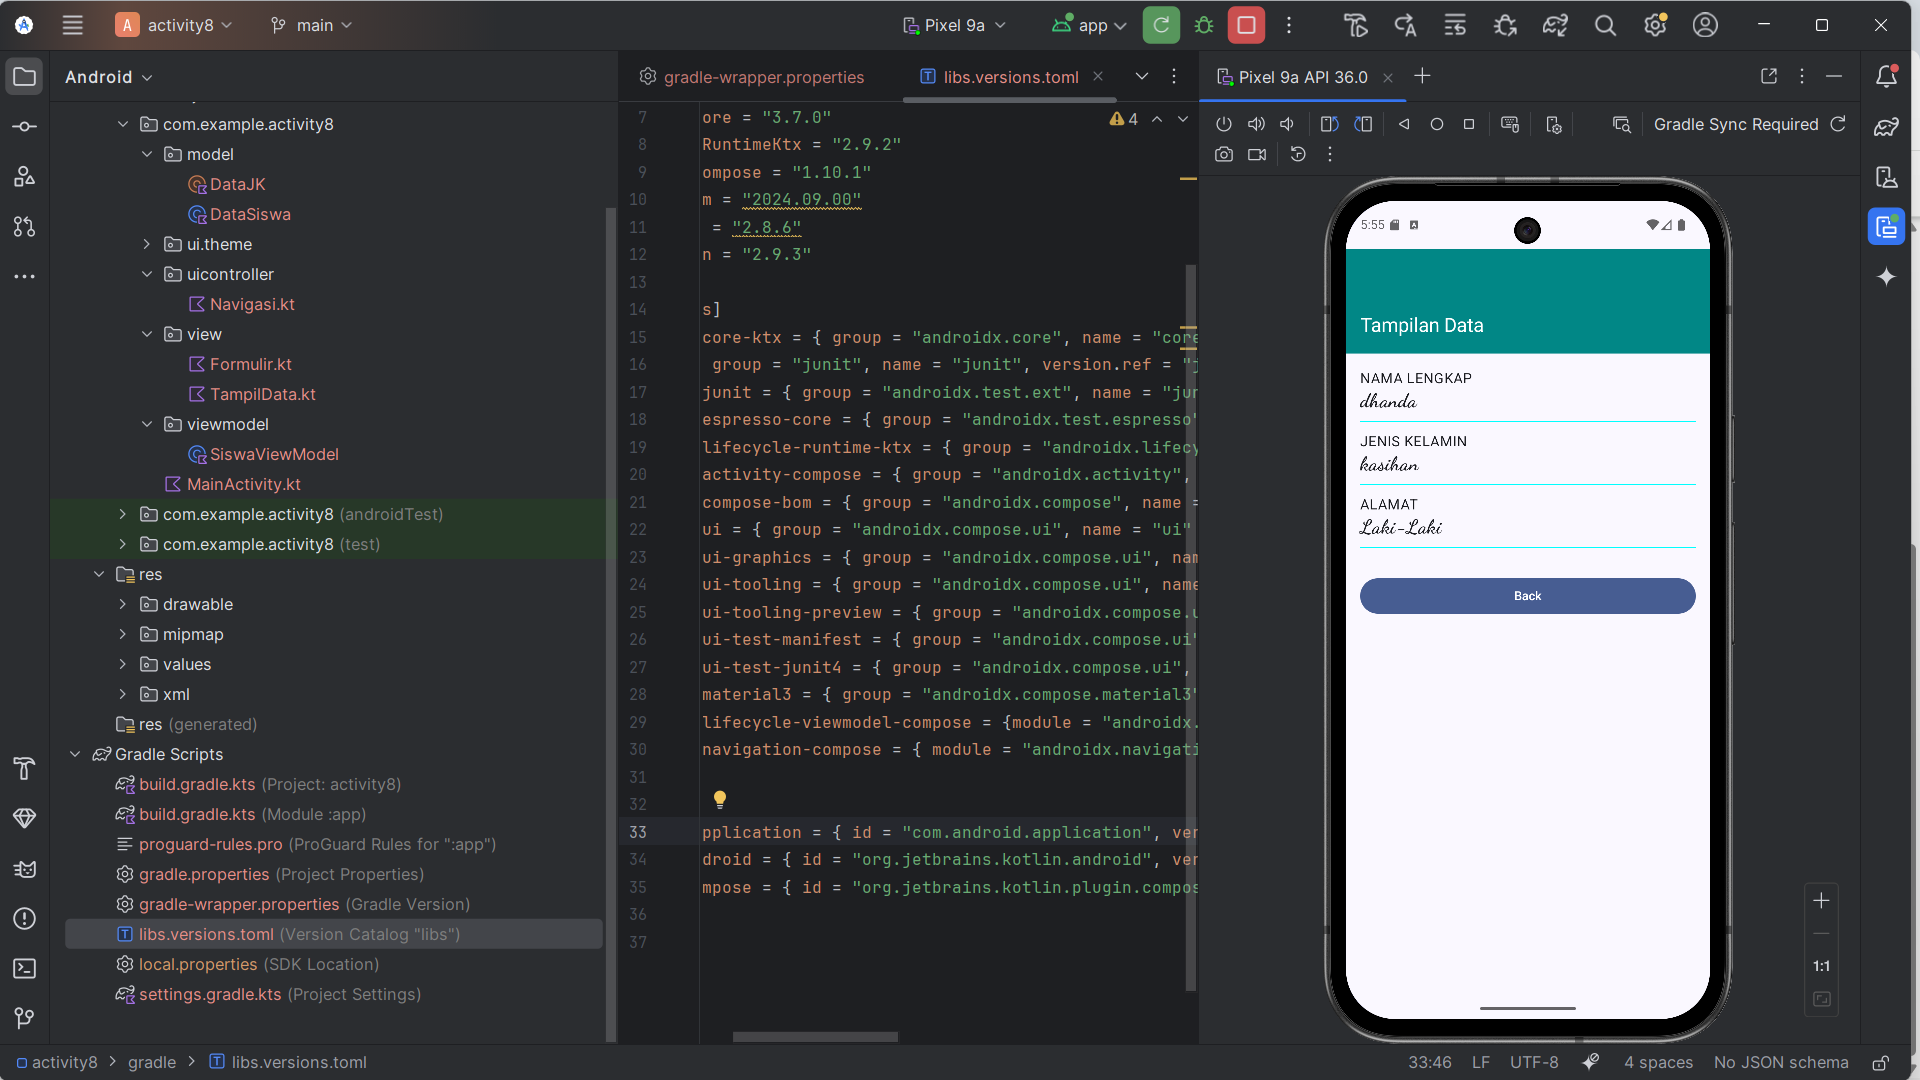 A activity8
main
Pixel 9a
app
Android
gradle-wrapper.properties
libs.versions.toml
Pixel 9a API 36.0
com.example.activity8
model
DataJK
DataSiswa
ui.theme
uicontroller
Navigasi.kt
view
Formulir.kt
TampilData.kt
viewmodel
SiswaViewModel
MainActivity.kt
com.example.activity8 (androidTest)
com.example.activity8 (test)
res
drawable
mipmap
values
xml
res (generated)
Gradle Scripts
build.gradle.kts (Project: activity8)
build.gradle.kts (Module :app)
proguard-rules.pro (ProGuard Rules for ":app")
gradle.properties (Project Properties)
gradle-wrapper.properties (Gradle Version)
libs.versions.toml (Version Catalog "libs")
local.properties (SDK Location)
settings.gradle.kts (Project Settings)
4
7 ore = "3.7.0"
8 RuntimeKtx = "2.9.2"
9 ompose = "1.10.1"
10 m = "2024.09.00"
11 = "2.8.6"
12 n = "2.9.3"
13
14 s]
15 core-ktx = { group = "androidx.core", name = "core
16 group = "junit", name = "junit", version.ref = "j
17 junit = { group = "androidx.test.ext", name = "jun
18 espresso-core = { group = "androidx.test.espresso"
19 lifecycle-runtime-ktx = { group = "androidx.lifecy
20 activity-compose = { group = "androidx.activity",
21 compose-bom = { group = "androidx.compose", name =
22 ui = { group = "androidx.compose.ui", name = "ui"
23 ui-graphics = { group = "androidx.compose.ui", nam
24 ui-tooling = { group = "androidx.compose.ui", name
25 ui-tooling-preview = { group = "androidx.compose.u
26 ui-test-manifest = { group = "androidx.compose.ui"
27 ui-test-junit4 = { group = "androidx.compose.ui",
28 material3 = { group = "androidx.compose.material3"
29 lifecycle-viewmodel-compose = {module = "androidx.
30 navigation-compose = { module = "androidx.navigati
31
32
33 pplication = { id = "com.android.application", ver
34 droid = { id = "org.jetbrains.kotlin.android", ver
35 mpose = { id = "org.jetbrains.kotlin.plugin.compos
36
37
Gradle Sync Required
5:55
Tampilan Data
NAMA LENGKAP
dhanda
JENIS KELAMIN
kasihan
ALAMAT
Laki-Laki
Back
1:1
activity8 > gradle > libs.versions.toml
33:46 LF UTF-8 4 spaces No JSON schema